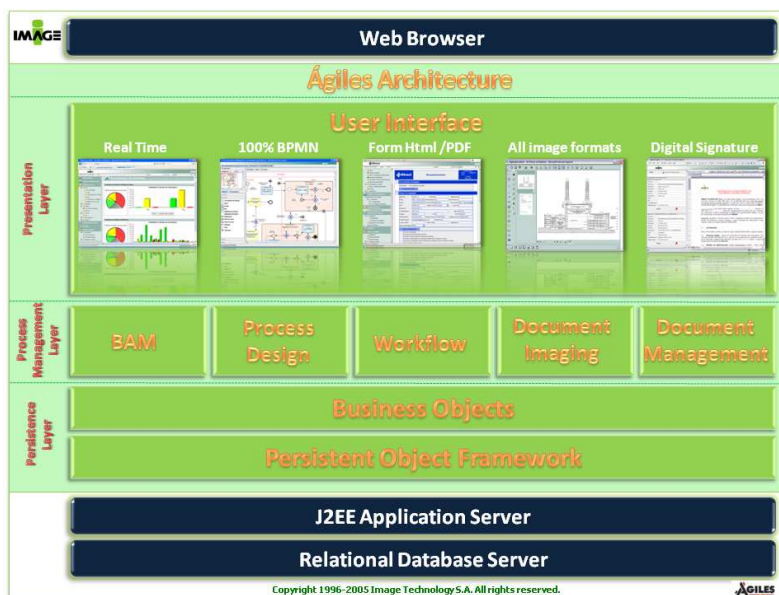 IMAGE
Web Browser
Ágiles Architecture
Presentation
Layer
User Interface
Real Time
100% BPMN
Form Html /PDF
All image formats
Digital Signature
Process
Management
Layer
BAM
Process
Design
Workflow
Document
Imaging
Document
Management
Persistence
Layer
Business Objects
Persistent Object Framework
J2EE Application Server
Relational Database Server
Copyright 1996-2005 Image Technology S.A. All rights reserved.
ÁGILES